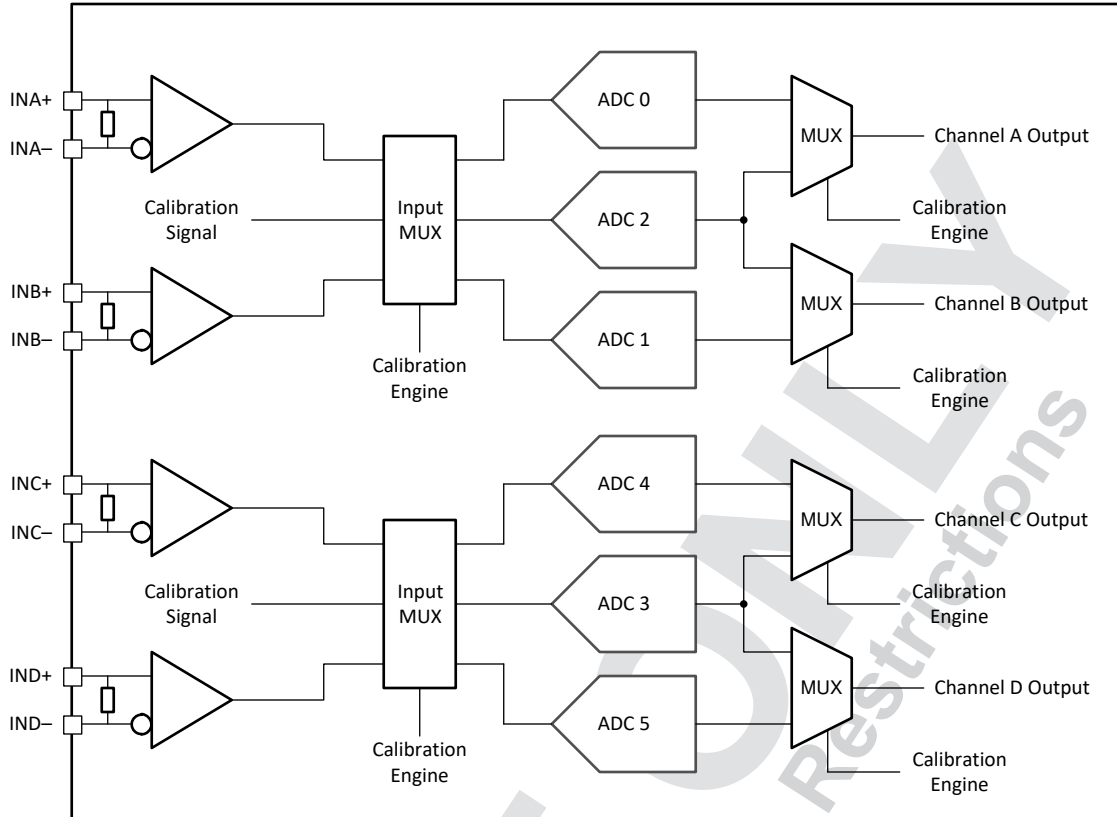 INA+
ADC 0
MUX
Channel A Output
INA–
Calibration
Signal
Input
MUX
ADC 2
Calibration
Engine
INB+
MUX
Channel B Output
INB–
ADC 1
Calibration
Engine
Calibration
Engine
INC+
ADC 4
MUX
Channel C Output
INC–
Calibration
Signal
Input
MUX
ADC 3
Calibration
Engine
IND+
MUX
Channel D Output
IND–
ADC 5
Calibration
Engine
Calibration
Engine
ONLY
Restrictions